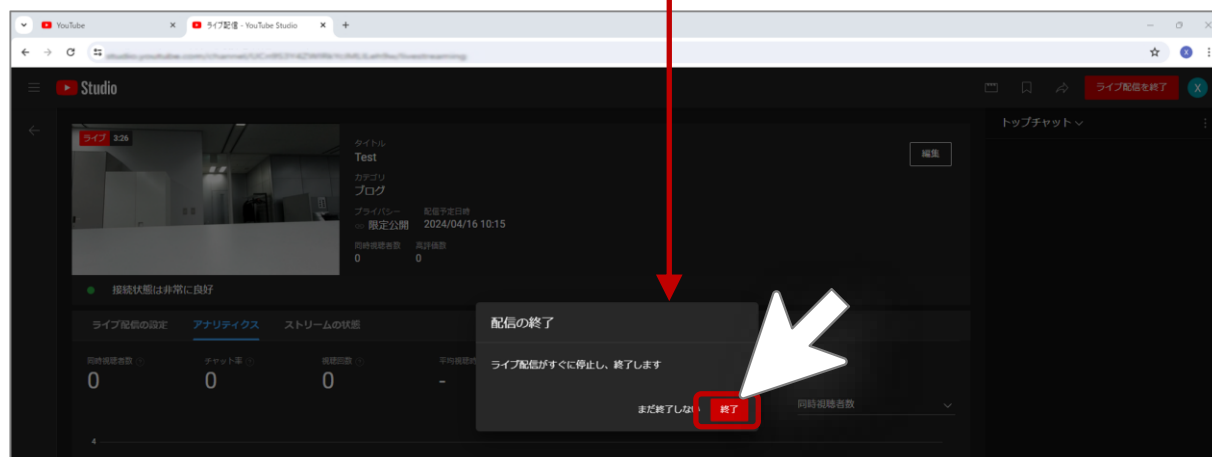 YouTube
ライブ配信 - YouTube Studio
Studio
ライブ配信を終了
X
ライブ 3:26
タイトル
Test
カテゴリ
ブログ
プライバシー 配信予定日時
限定公開 2024/04/16 10:15
同時視聴者数 高評価数
0 0
編集
トップチャット
接続状態は非常に良好
ライブ配信の設定 アナリティクス ストリームの状態
同時視聴者数 チャット率 視聴回数 平均視聴時
0 0 0 -
配信の終了
ライブ配信がすぐに停止し、終了します
まだ終了しない 終了
同時視聴者数
4